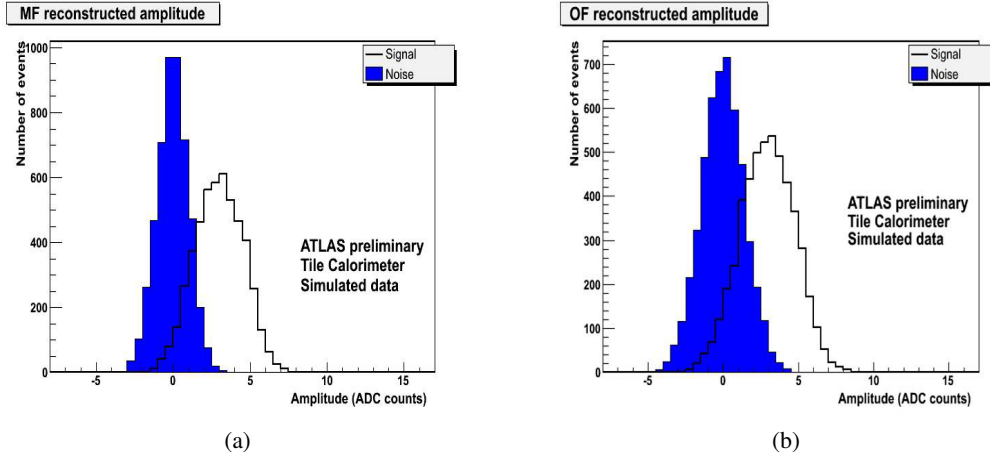 MF reconstructed amplitude
Number of events
1000
800
600
400
200
0
-5
0
5
10
15
Amplitude (ADC counts)
Signal
Noise
ATLAS preliminary
Tile Calorimeter
Simulated data
(a)
OF reconstructed amplitude
Number of events
700
600
500
400
300
200
100
0
-5
0
5
10
15
Amplitude (ADC counts)
Signal
Noise
ATLAS preliminary
Tile Calorimeter
Simulated data
(b)